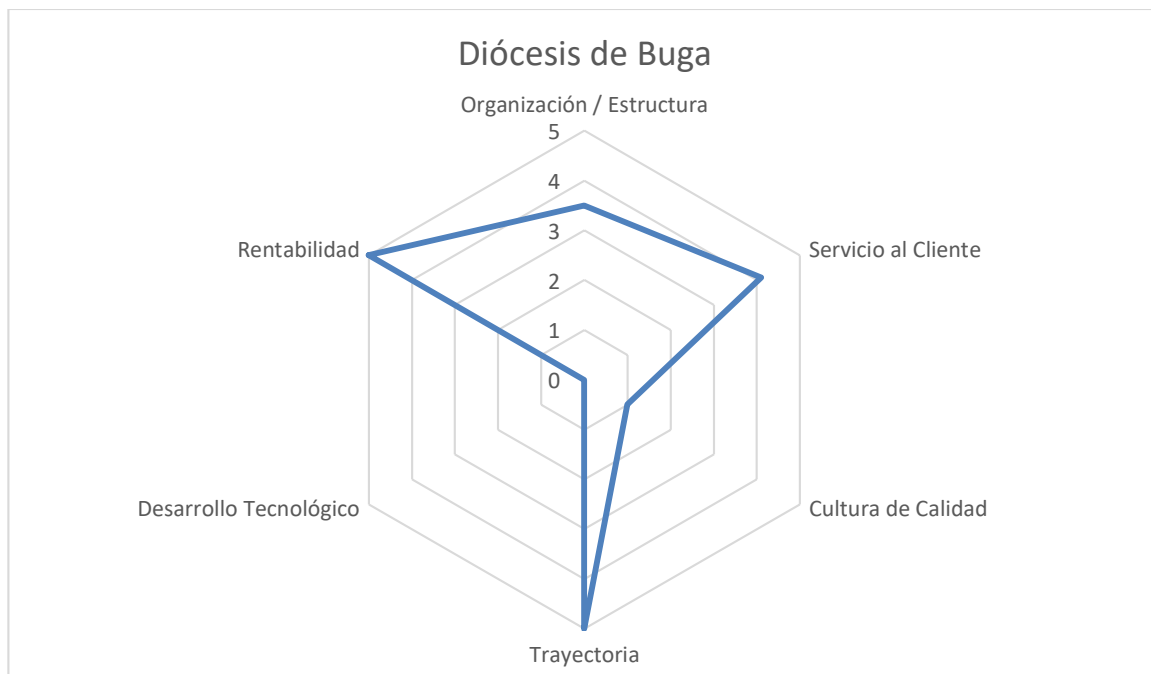 Diócesis de Buga
Organización / Estructura
5
4
3
2
1
0
Rentabilidad
Servicio al Cliente
Desarrollo Tecnológico
Cultura de Calidad
Trayectoria